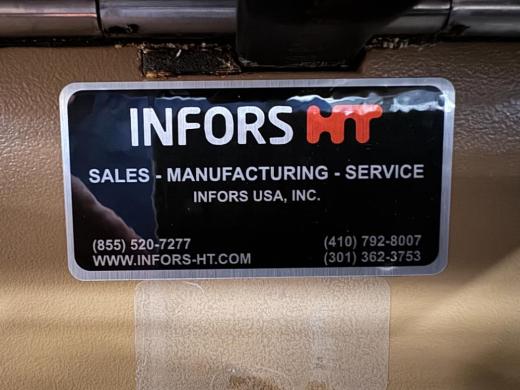 INFORS HT
SALES - MANUFACTURING - SERVICE
INFORS USA, INC.
(855) 520-7277 (410) 792-8007
WWW.INFORS-HT.COM (301) 362-3753